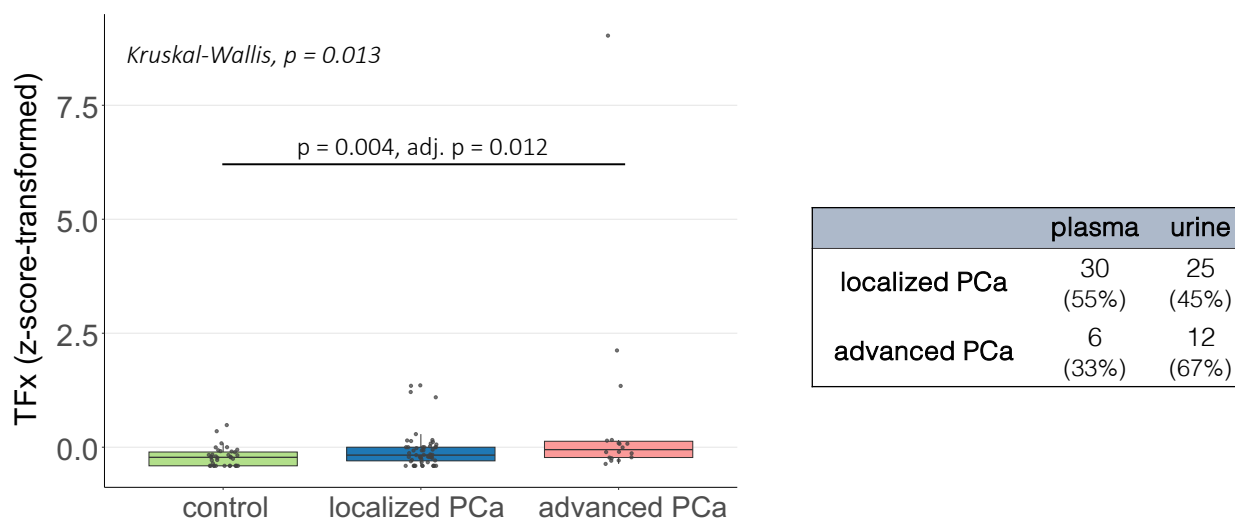 Kruskal-Wallis, p = 0.013
p = 0.004, adj. p = 0.012
TFx (z-score-transformed)
7.5
5.0
2.5
0.0
control localized PCa advanced PCa
plasma urine
localized PCa 30 25
(55%) (45%)
advanced PCa 6 12
(33%) (67%)